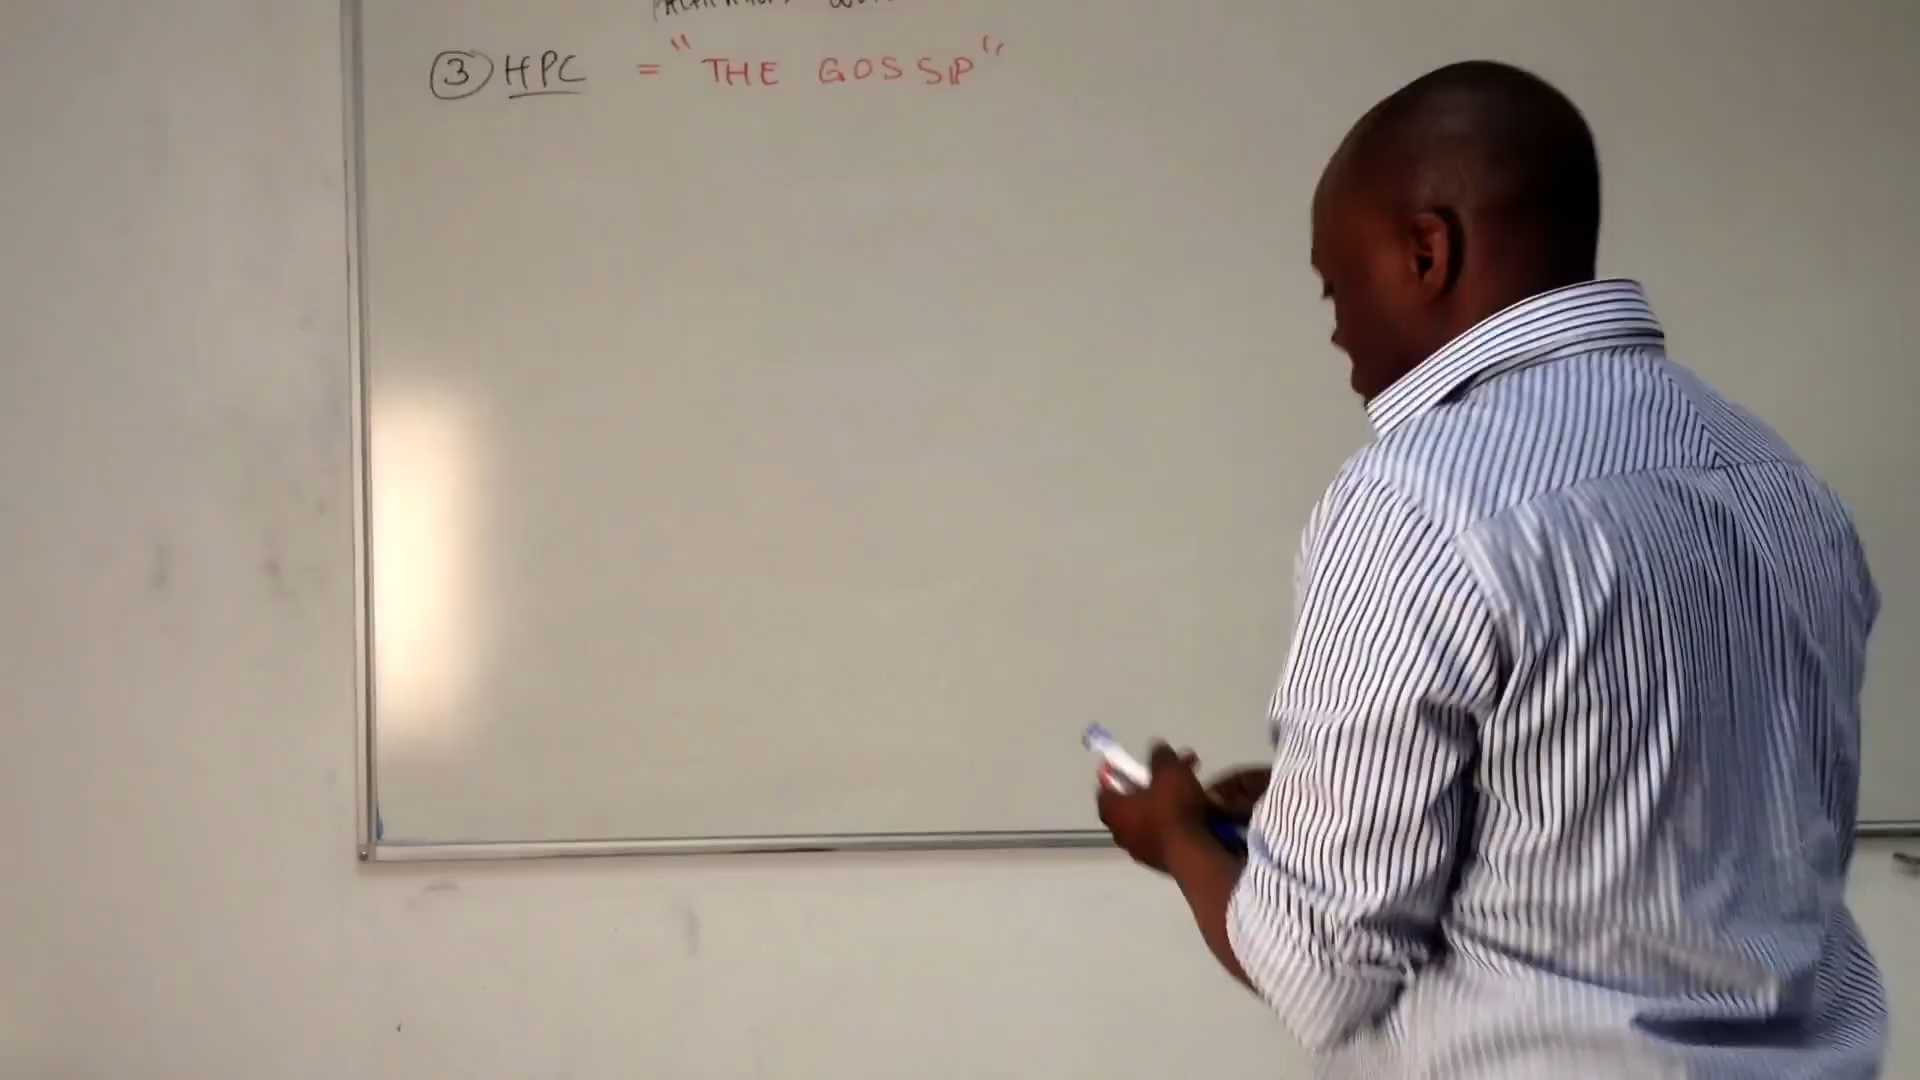 ③ HPC = "THE GOSSIP"